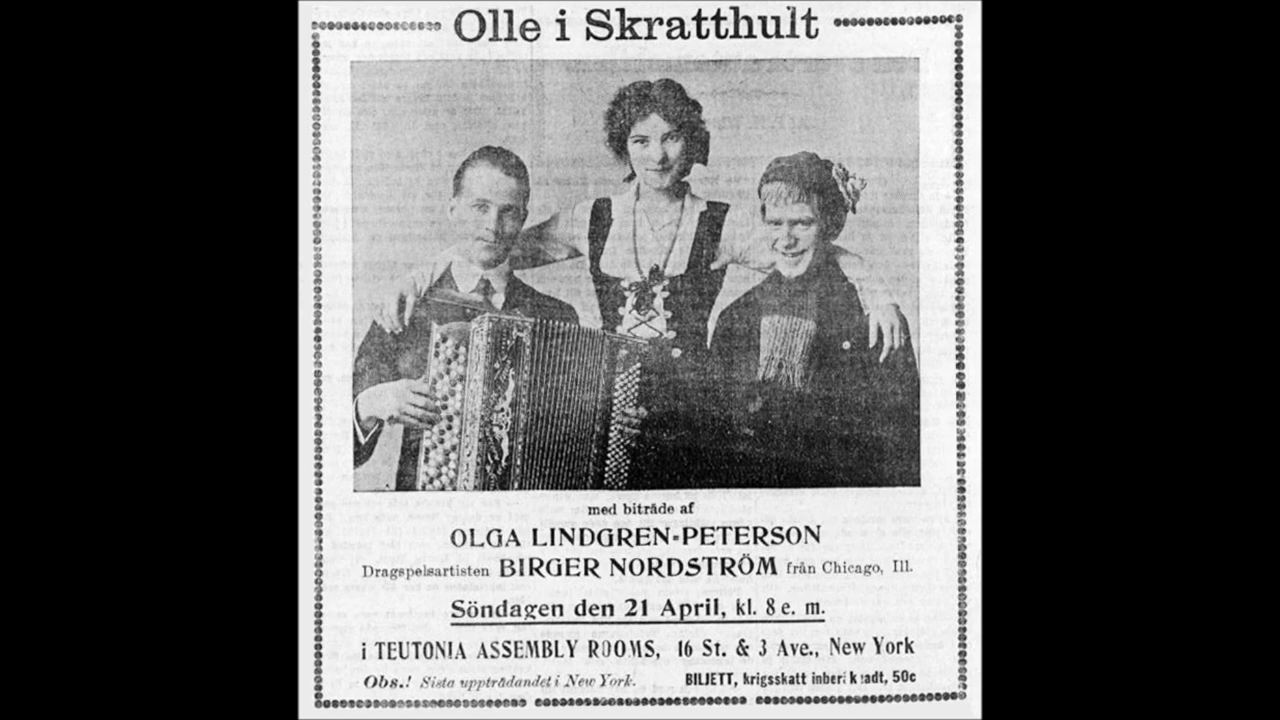 Olle i Skratthult
med biträde af
OLGA LINDGREN-PETERSON
Dragspelsartisten BIRGER NORDSTRÖM från Chicago, Ill.
Söndagen den 21 April, kl. 8 e. m.
i TEUTONIA ASSEMBLY ROOMS, 16 St. & 3 Ave., New York
Obs.! Sista uppträdandet i New York.
BILJETT, krigsskatt 50c